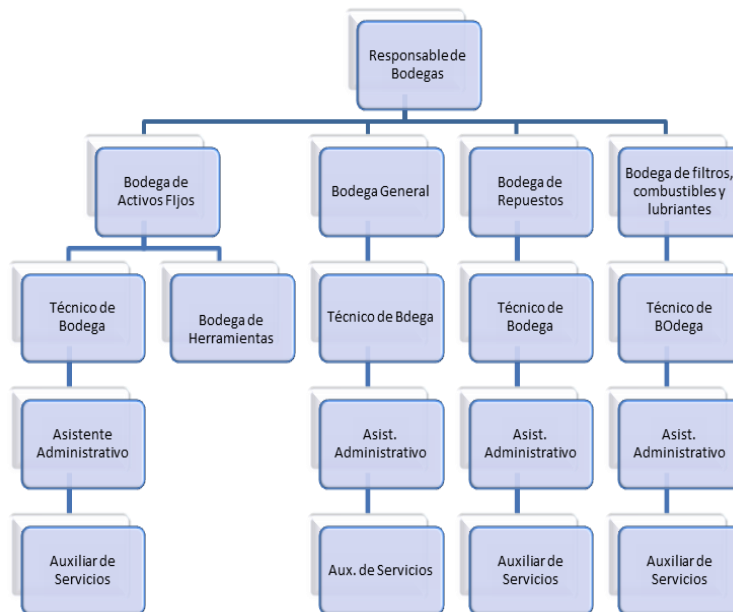 Responsable de
Bodegas
Bodega de
Activos FIjos
Bodega General
Bodega de
Repuestos
Bodega de filtros,
combustibles y
lubriantes
Técnico de
Bodega
Bodega de
Herramientas
Técnico de Bdega
Técnico de
Bodega
Técnico de
BOdega
Asistente
Administrativo
Asist.
Administrativo
Asist.
Administrativo
Asist.
Administrativo
Auxiliar de
Servicios
Aux. de Servicios
Auxiliar de
Servicios
Auxiliar de
Servicios